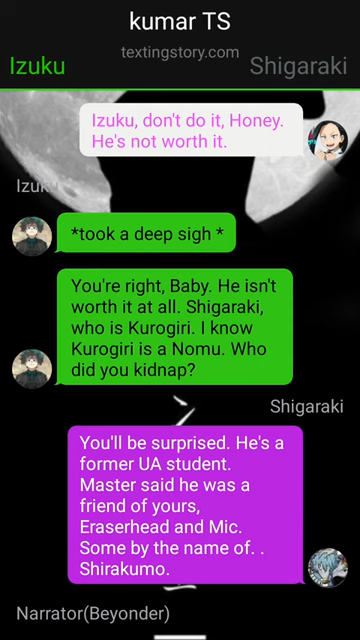 kumar TS
textingstory.com
Izuku
Shigaraki
Izuku, don't do it, Honey.
He's not worth it.
Izuku
*took a deep sigh *
You're right, Baby. He isn't
worth it at all. Shigaraki,
who is Kurogiri. I know
Kurogiri is a Nomu. Who
did you kidnap?
Shigaraki
You'll be surprised. He's a
former UA student.
Master said he was a
friend of yours,
Eraserhead and Mic.
Some by the name of. .
Shirakumo.
Narrator(Beyonder)